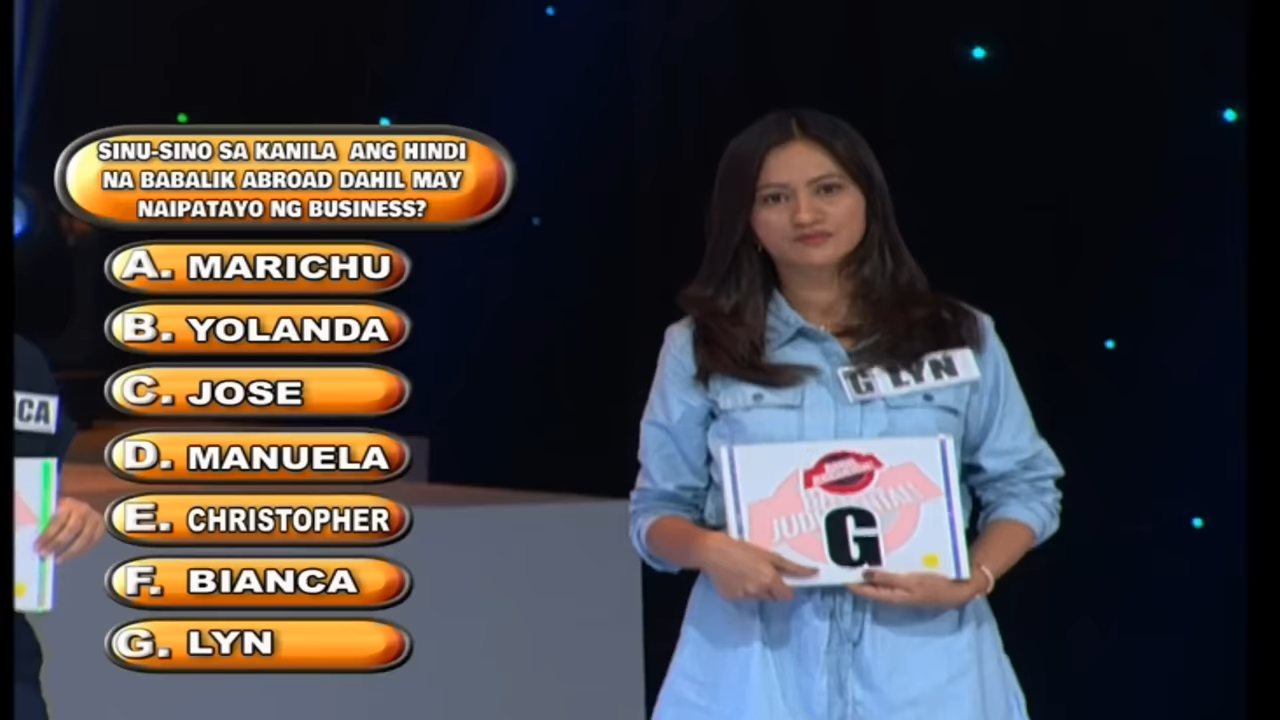 SINU-SINO SA KANILA ANG HINDI
NA BABALIK ABROAD DAHIL MAY
NAIPATAYO NG BUSINESS?
A. MARICHU
B. YOLANDA
C. JOSE
D. MANUELA
E. CHRISTOPHER
F. BIANCA
G. LYN
CA
G LYN
G